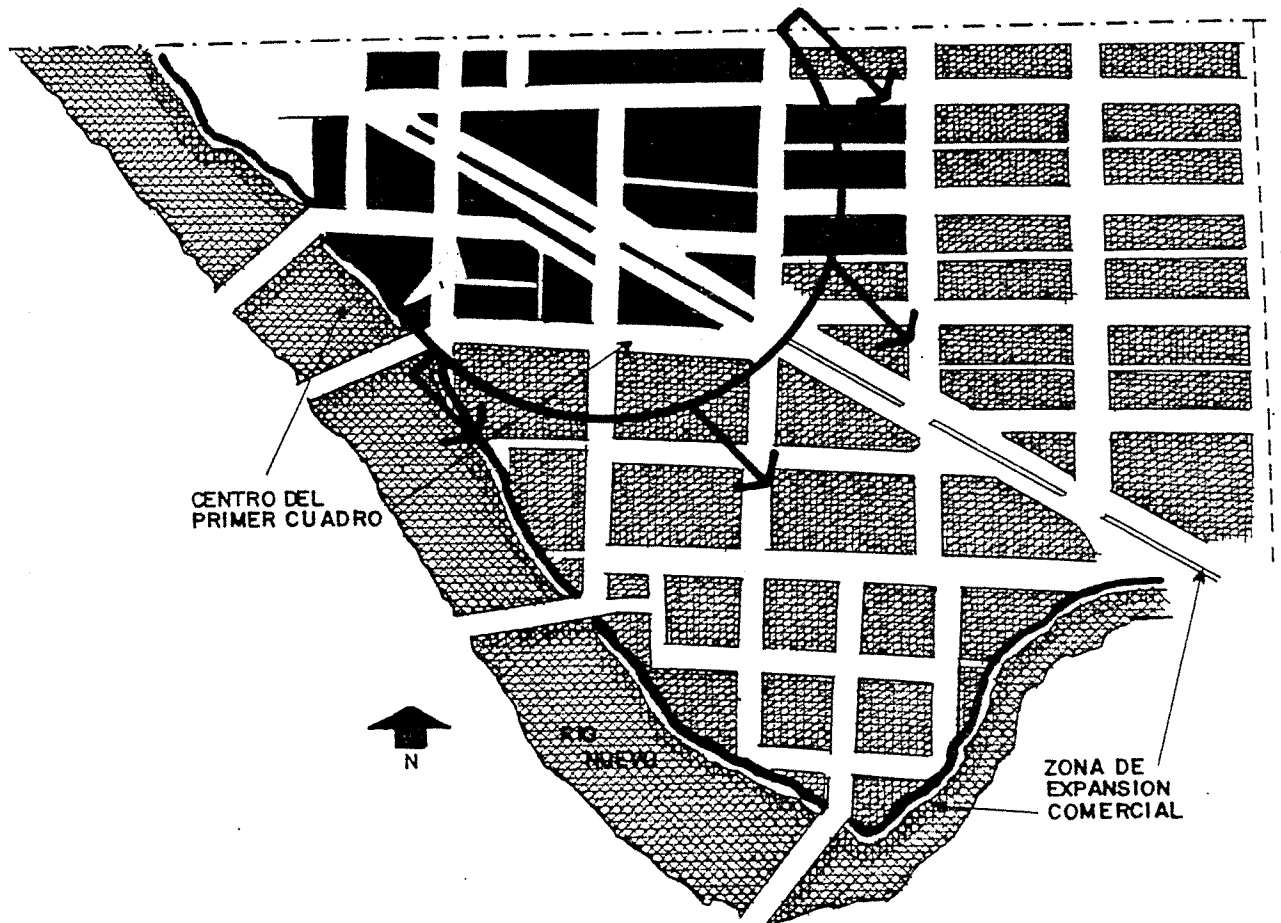 CENTRO DEL
PRIMER CUADRO
N
RIO
NUEVO
ZONA DE
EXPANSION
COMERCIAL